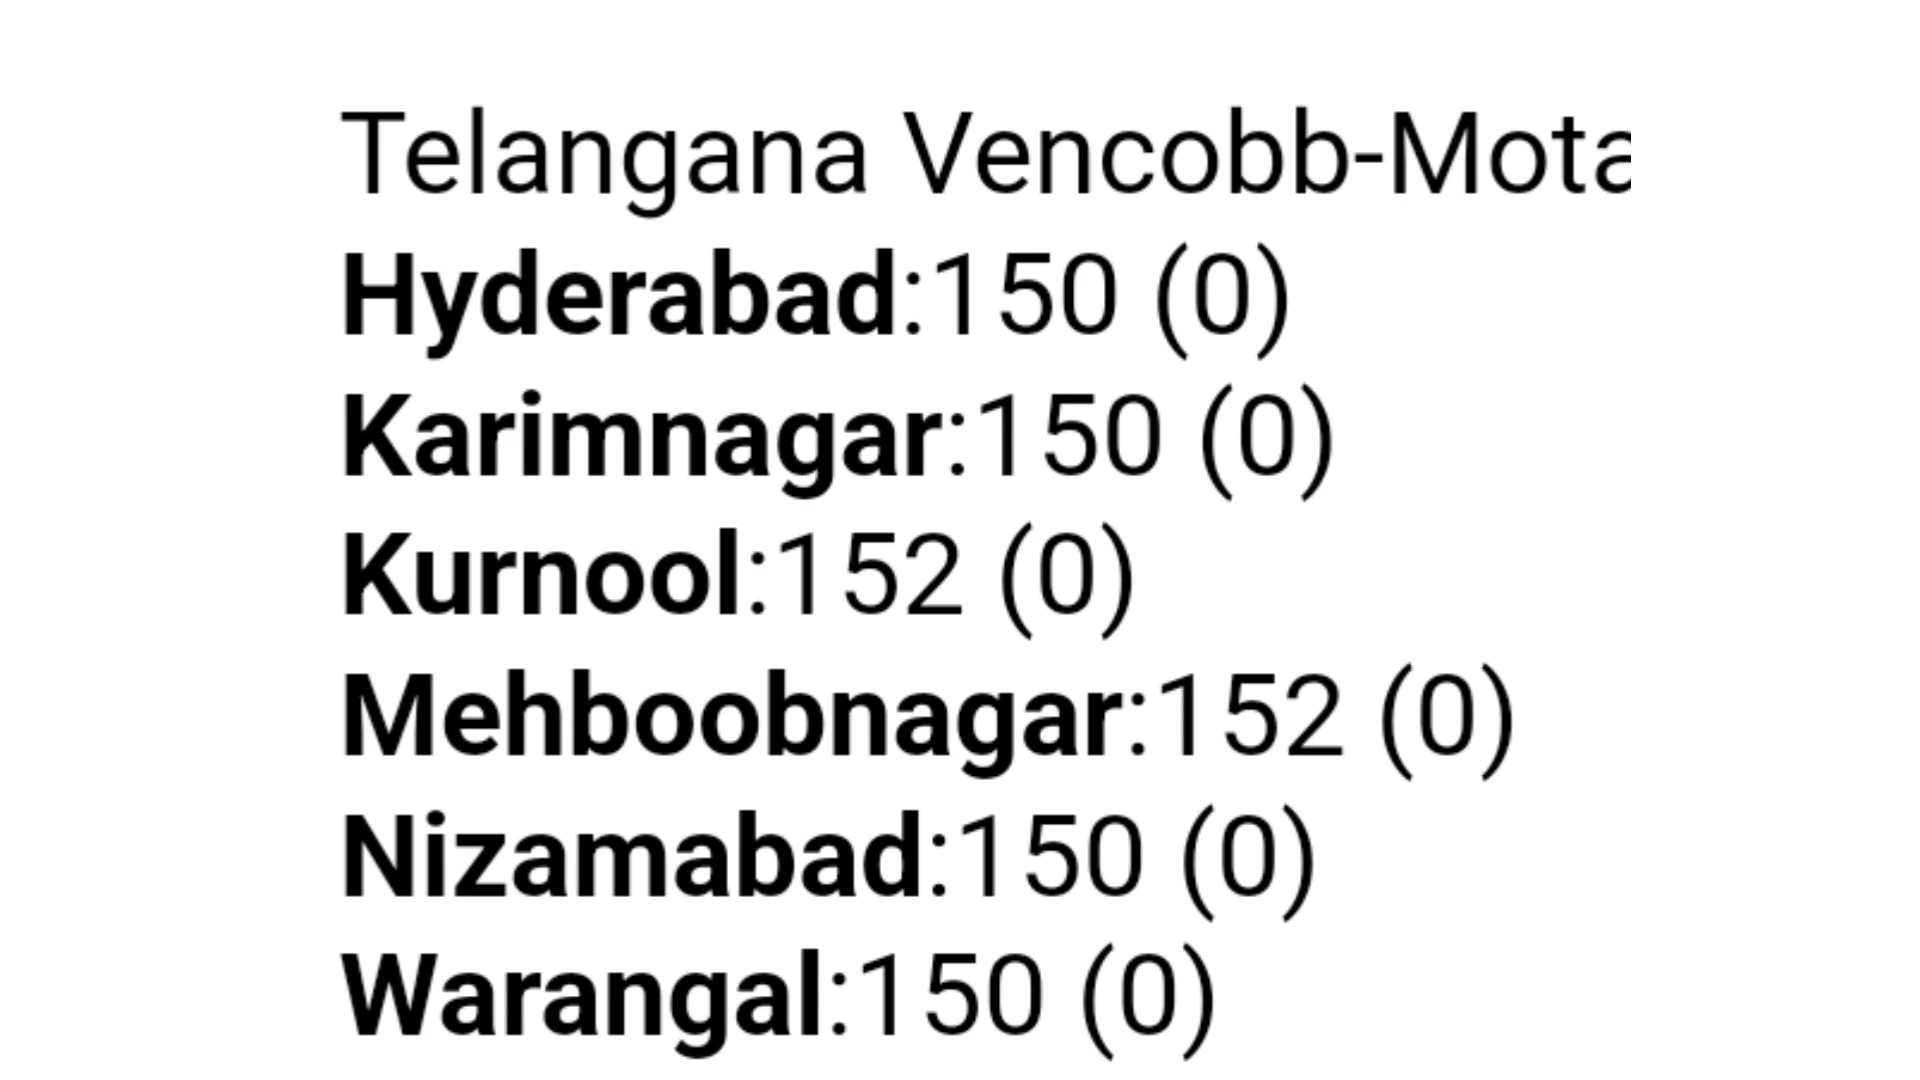 Telangana Vencobb-Mota
Hyderabad:150 (0)
Karimnagar:150 (0)
Kurnool:152 (0)
Mehboobnagar:152 (0)
Nizamabad:150 (0)
Warangal:150 (0)